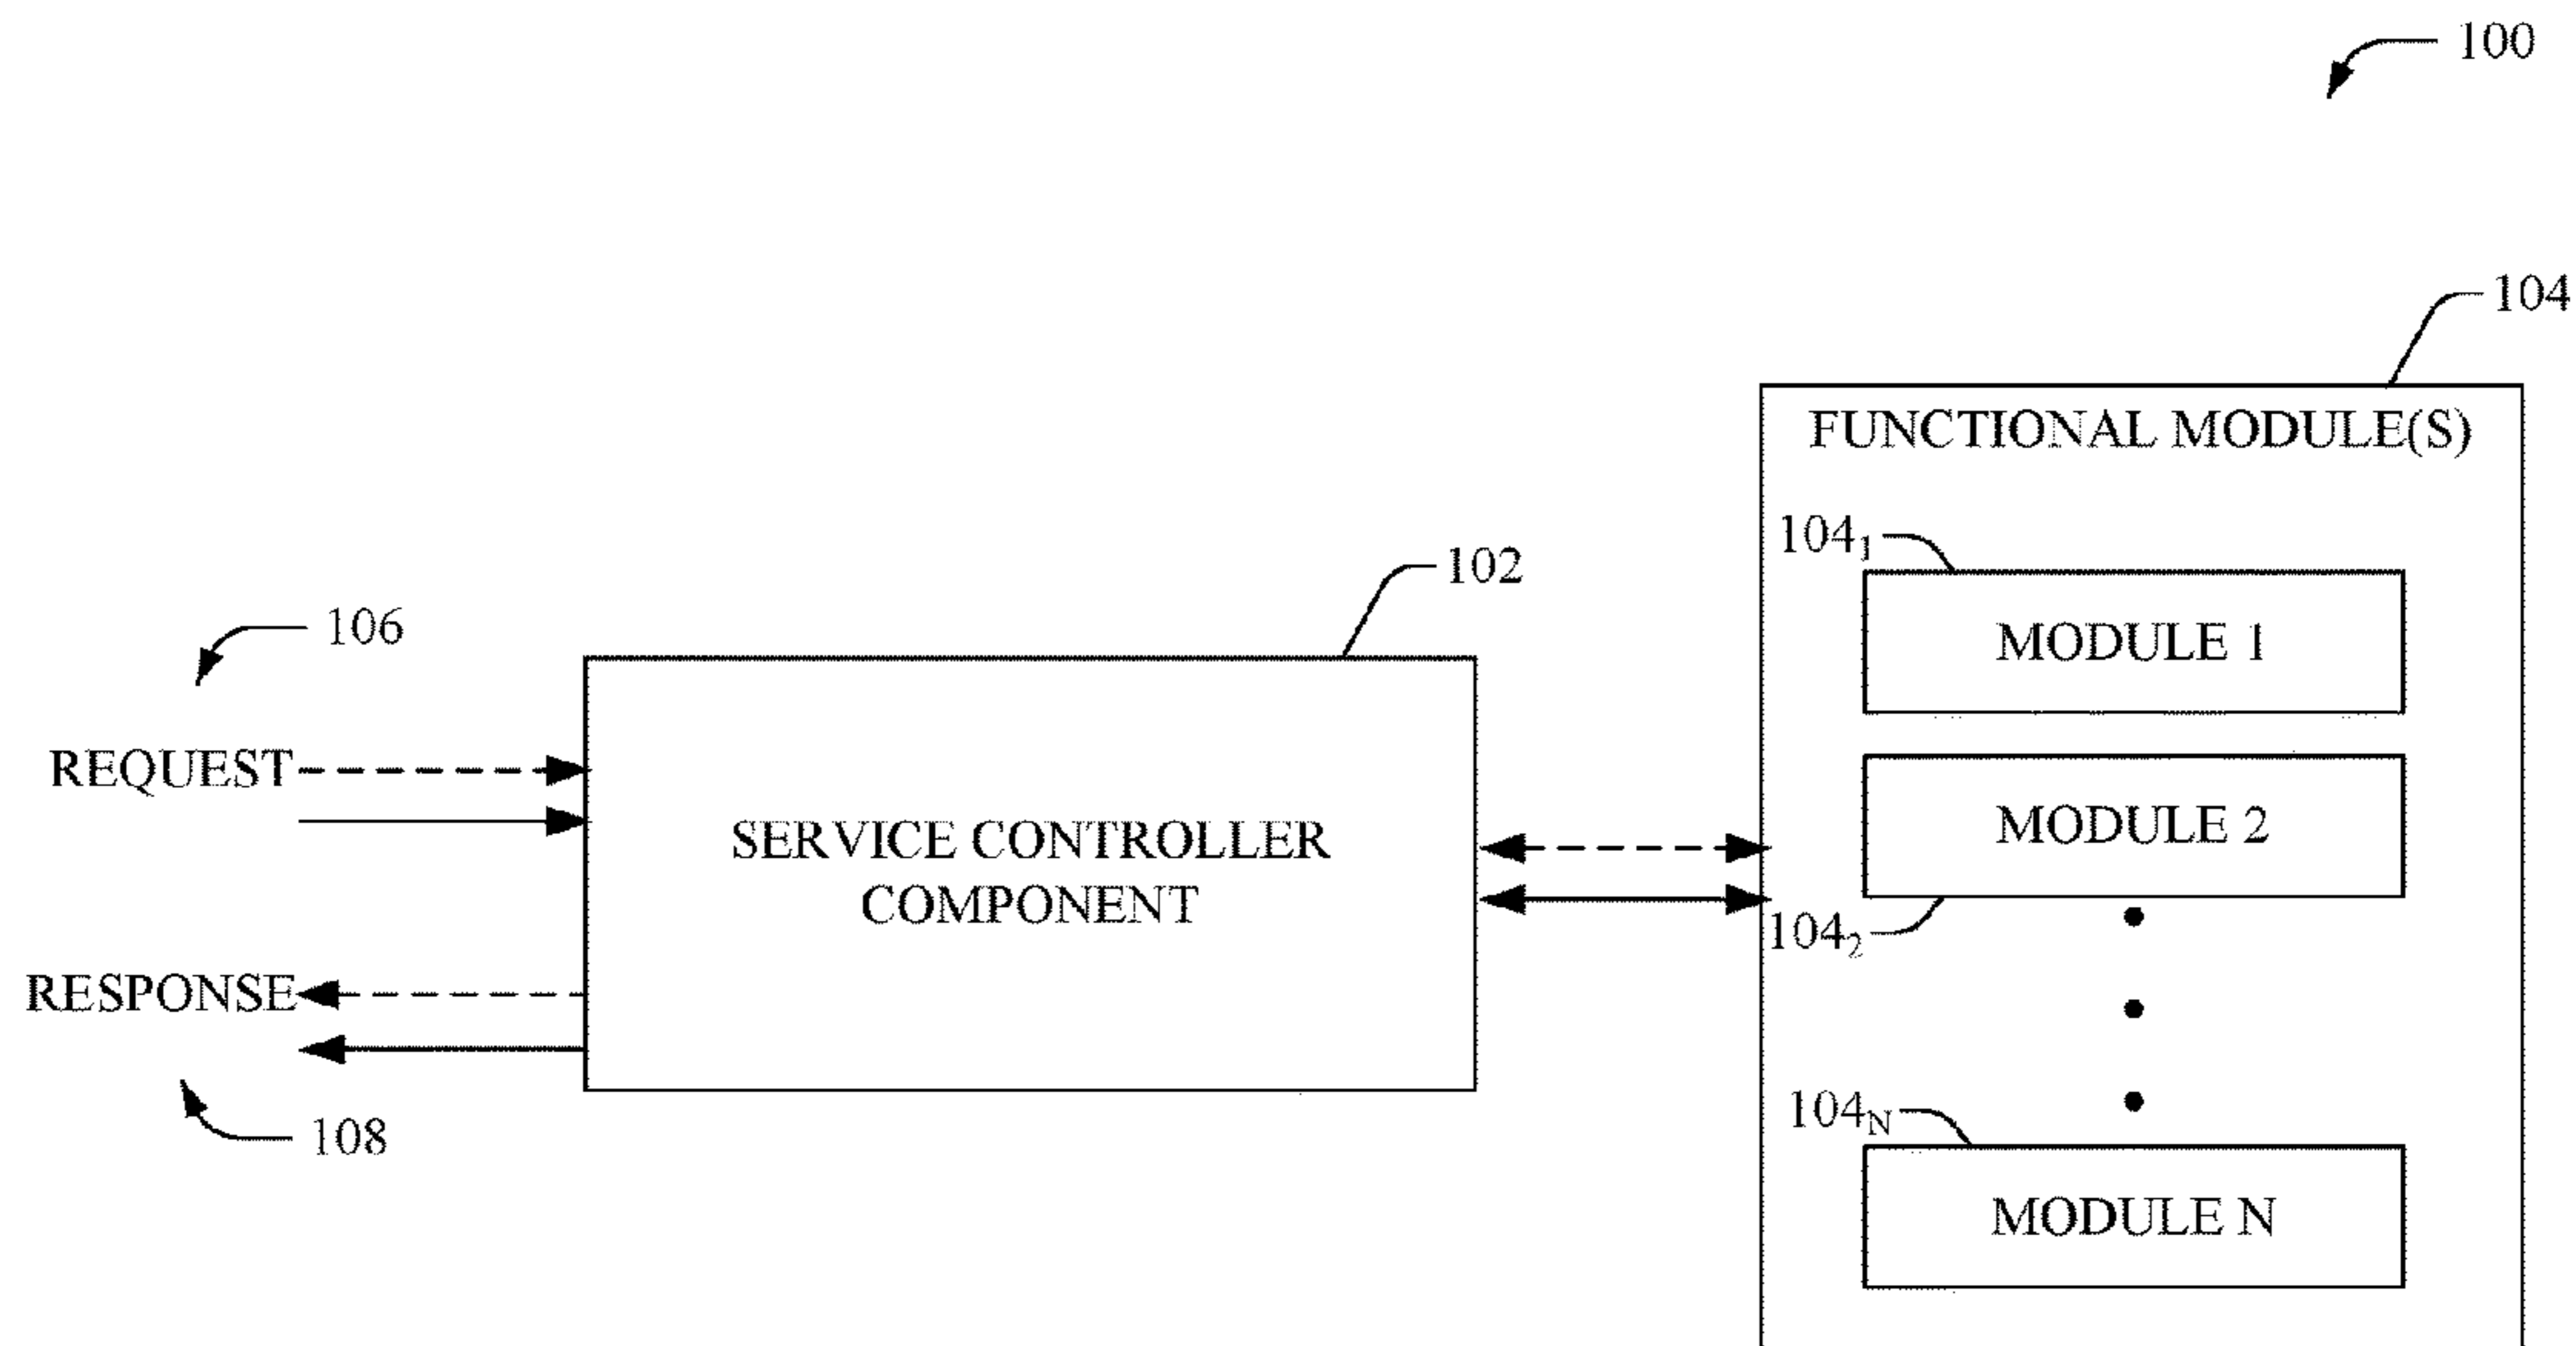 100
104
FUNCTIONAL MODULE(S)
104₁
MODULE 1
102
106
REQUEST
SERVICE CONTROLLER
COMPONENT
MODULE 2
104₂
RESPONSE
108
104ₙ
MODULE N